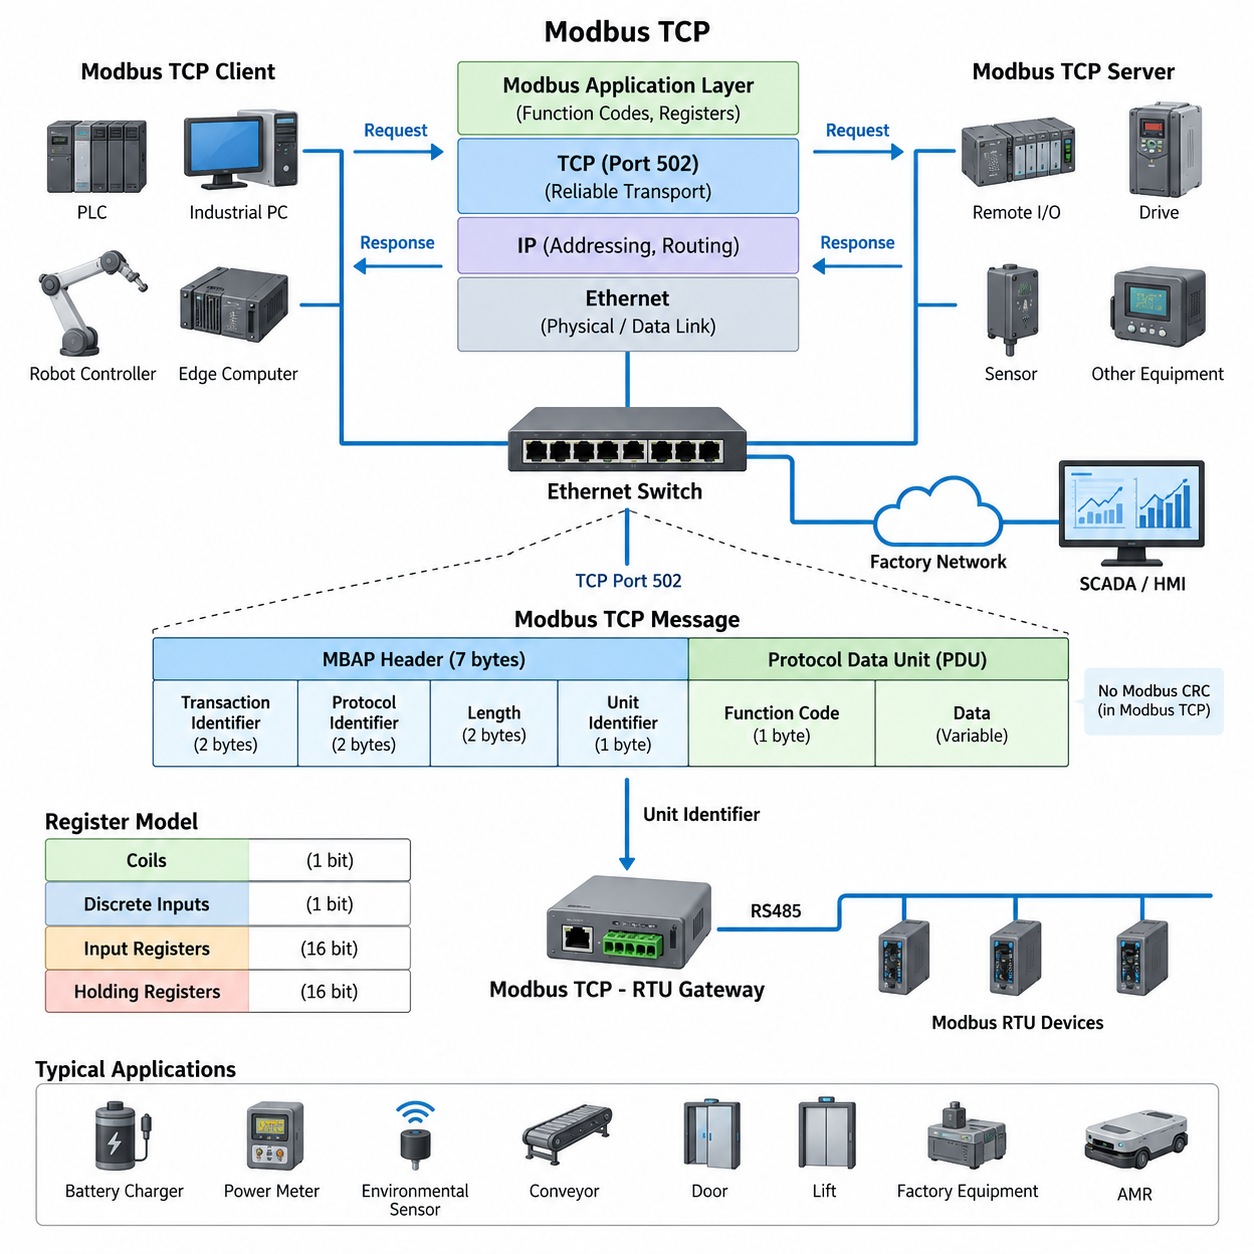 Modbus TCP
Modbus TCP Client
PLC
Industrial PC
Robot Controller
Edge Computer
Request
Response
Modbus Application Layer
(Function Codes, Registers)
TCP (Port 502)
(Reliable Transport)
IP (Addressing, Routing)
Ethernet
(Physical / Data Link)
Request
Response
Modbus TCP Server
Remote I/O
Drive
Sensor
Other Equipment
Ethernet Switch
Factory Network
SCADA / HMI
TCP Port 502
Modbus TCP Message
MBAP Header (7 bytes)
Protocol Data Unit (PDU)
Transaction
Identifier
(2 bytes)
Protocol
Identifier
(2 bytes)
Length
(2 bytes)
Unit
Identifier
(1 byte)
Function Code
(1 byte)
Data
(Variable)
No Modbus CRC
(in Modbus TCP)
Unit Identifier
Register Model
Coils
(1 bit)
Discrete Inputs
(1 bit)
Input Registers
(16 bit)
Holding Registers
(16 bit)
RS485
Modbus TCP - RTU Gateway
Modbus RTU Devices
Typical Applications
Battery Charger
Power Meter
Environmental
Sensor
Conveyor
Door
Lift
Factory Equipment
AMR